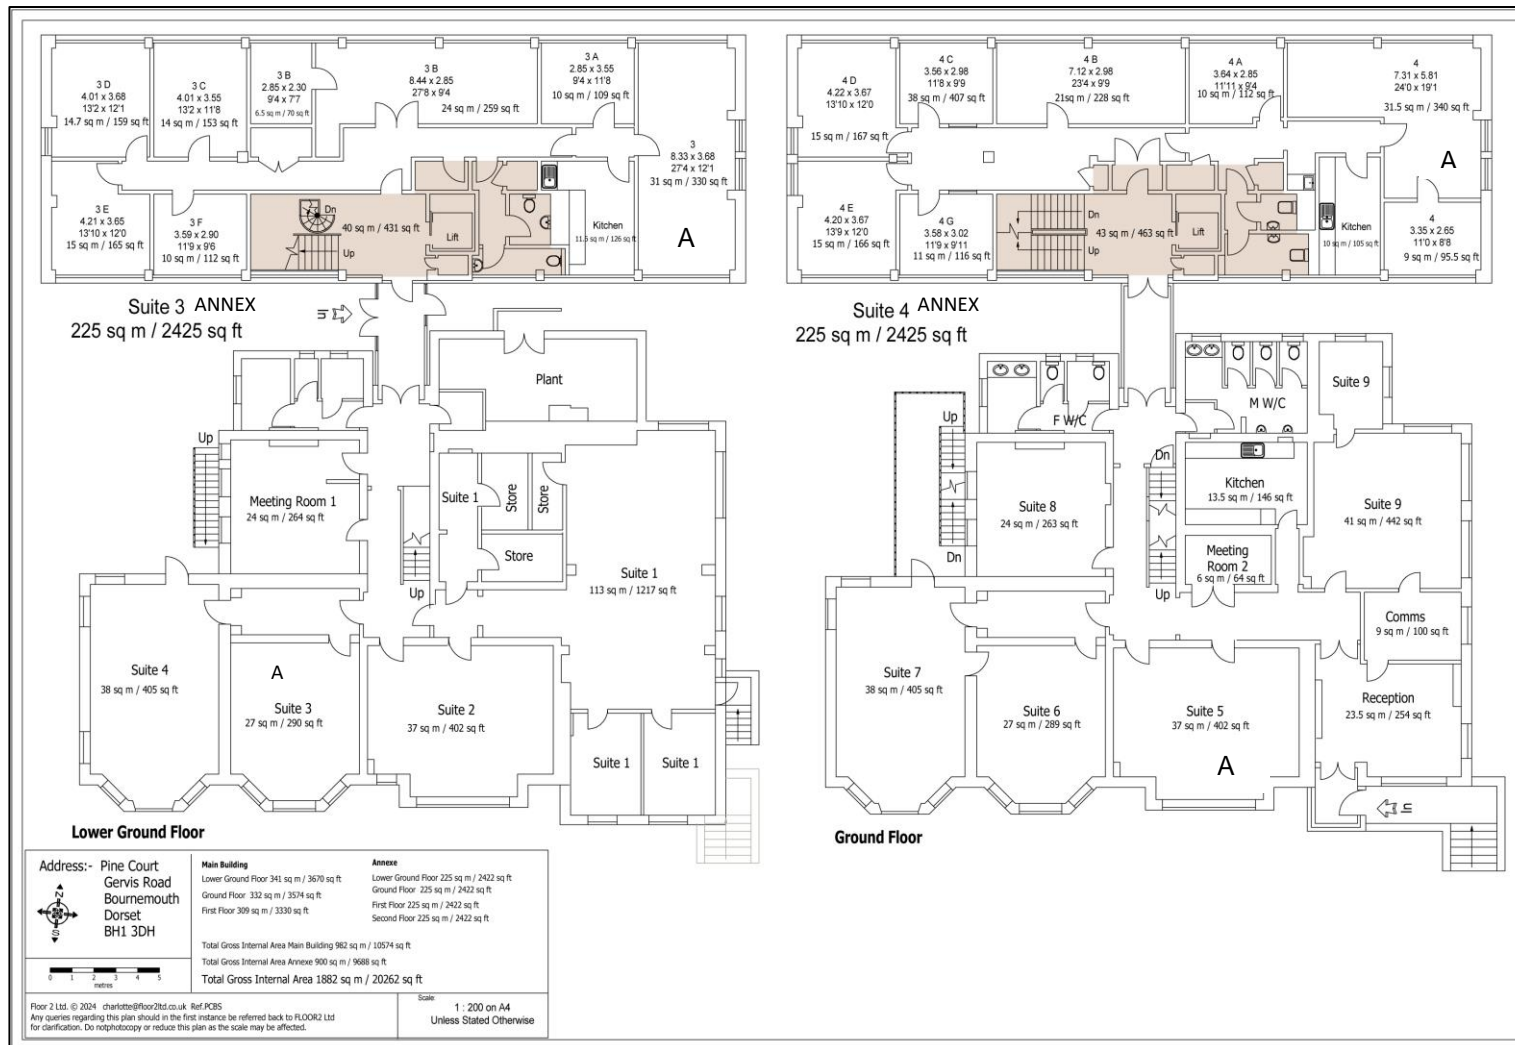 3 D
4.01 x 3.68
13'2 x 12'1
14.7 sq m / 159 sq ft
3 C
4.01 x 3.55
13'2 x 11'8
14 sq m / 153 sq ft
3 B
2.85 x 2.30
9'4 x 7'7
6.5 sq m / 70 sq ft
3 B
8.44 x 2.85
27'8 x 9'4
24 sq m / 259 sq ft
3 A
2.85 x 3.55
9'4 x 11'8
10 sq m / 109 sq ft
3
8.33 x 3.68
27'4 x 12'1
31 sq m / 330 sq ft
A
3 E
4.21 x 3.65
13'10 x 12'0
15 sq m / 165 sq ft
3 F
3.59 x 2.90
11'9 x 9'6
10 sq m / 112 sq ft
Dn
40 sq m / 431 sq ft
Up
Lift
Kitchen
11.5 sq m / 126 sq ft
Suite 3 ANNEX
225 sq m / 2425 sq ft
In
4 D
4.22 x 3.67
13'10 x 12'0
15 sq m / 167 sq ft
4 C
3.56 x 2.98
11'8 x 9'9
38 sq m / 407 sq ft
4 B
7.12 x 2.98
23'4 x 9'9
21sq m / 228 sq ft
4 A
3.64 x 2.85
11'11 x 9'4
10 sq m / 112 sq ft
4
7.31 x 5.81
24'0 x 19'1
31.5 sq m / 340 sq ft
A
4 E
4.20 x 3.67
13'9 x 12'0
15 sq m / 166 sq ft
4 G
3.58 x 3.02
11'9 x 9'11
11 sq m / 116 sq ft
Dn
43 sq m / 463 sq ft
Up
Lift
Kitchen
10 sq m / 105 sq ft
4
3.35 x 2.65
11'0 x 8'8
9 sq m / 95.5 sq ft
Suite 4 ANNEX
225 sq m / 2425 sq ft
Plant
Up
Meeting Room 1
24 sq m / 264 sq ft
Suite 1
Store
Store
Store
Up
Suite 1
113 sq m / 1217 sq ft
Suite 4
38 sq m / 405 sq ft
A
Suite 3
27 sq m / 290 sq ft
Suite 2
37 sq m / 402 sq ft
Suite 1
Suite 1
Lower Ground Floor
F W/C
M W/C
Suite 9
Up
Dn
Dn
Suite 8
24 sq m / 263 sq ft
Kitchen
13.5 sq m / 146 sq ft
Suite 9
41 sq m / 442 sq ft
Meeting
Room 2
6 sq m / 64 sq ft
Up
Comms
9 sq m / 100 sq ft
Suite 7
38 sq m / 405 sq ft
Suite 6
27 sq m / 289 sq ft
Suite 5
37 sq m / 402 sq ft
A
Reception
23.5 sq m / 254 sq ft
In
Ground Floor
Address:- Pine Court
Gervis Road
Bournemouth
Dorset
BH1 3DH
N
S
0 1 2 3 4 5
metres
Main Building
Lower Ground Floor 341 sq m / 3670 sq ft
Ground Floor 332 sq m / 3574 sq ft
First Floor 309 sq m / 3330 sq ft
Annexe
Lower Ground Floor 225 sq m / 2422 sq ft
Ground Floor 225 sq m / 2422 sq ft
First Floor 225 sq m / 2422 sq ft
Second Floor 225 sq m / 2422 sq ft
Total Gross Internal Area Main Building 982 sq m / 10574 sq ft
Total Gross Internal Area Annexe 900 sq m / 9688 sq ft
Total Gross Internal Area 1882 sq m / 20262 sq ft
Floor 2 Ltd. © 2024 charlotte@floor2ltd.co.uk Ref.PCBS
Any queries regarding this plan should in the first instance be referred back to FLOOR2 Ltd
for clarification. Do notphotocopy or reduce this plan as the scale may be affected.
Scale:
1 : 200 on A4
Unless Stated Otherwise